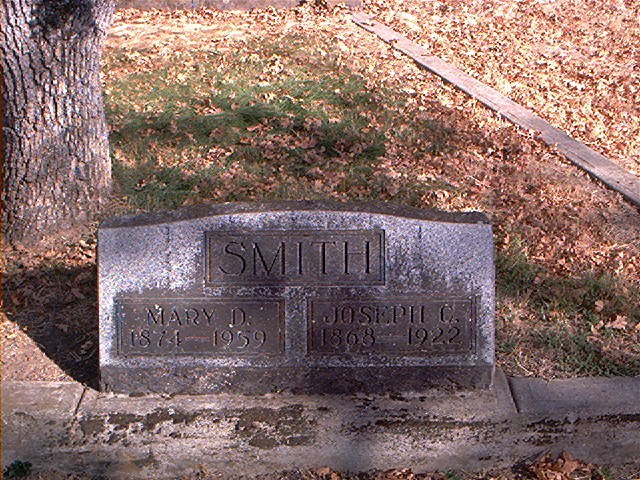 SMITH
MARY D.
1874—1959
JOSEPH C.
1868—1922